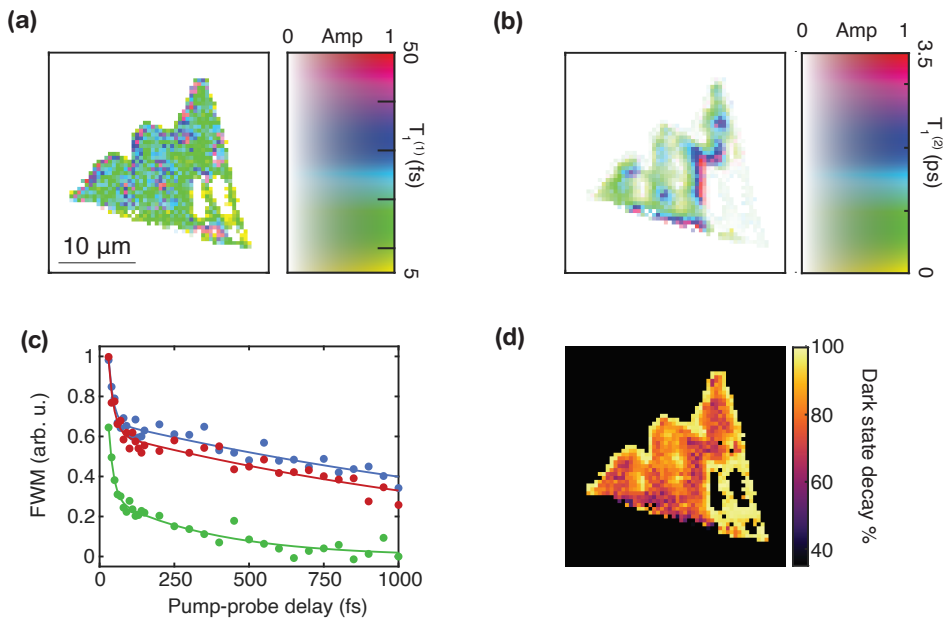 (a)
0 Amp 1
50
T₁⁽¹⁾ (fs)
5
10 µm
(b)
0 Amp 1
3.5
T₁⁽²⁾ (ps)
0
(c)
1
0.8
0.6
0.4
0.2
0
FWM (arb. u.)
0 250 500 750 1000
Pump-probe delay (fs)
(d)
100
80
60
40
Dark state decay %